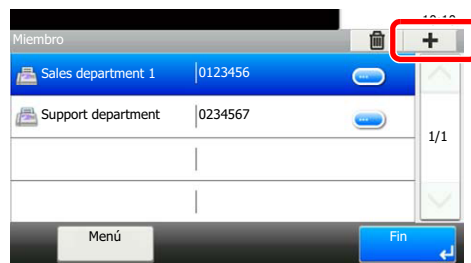 Miembro
+
Sales department 1 0123456
Support department 0234567
1/1
Menú Fin